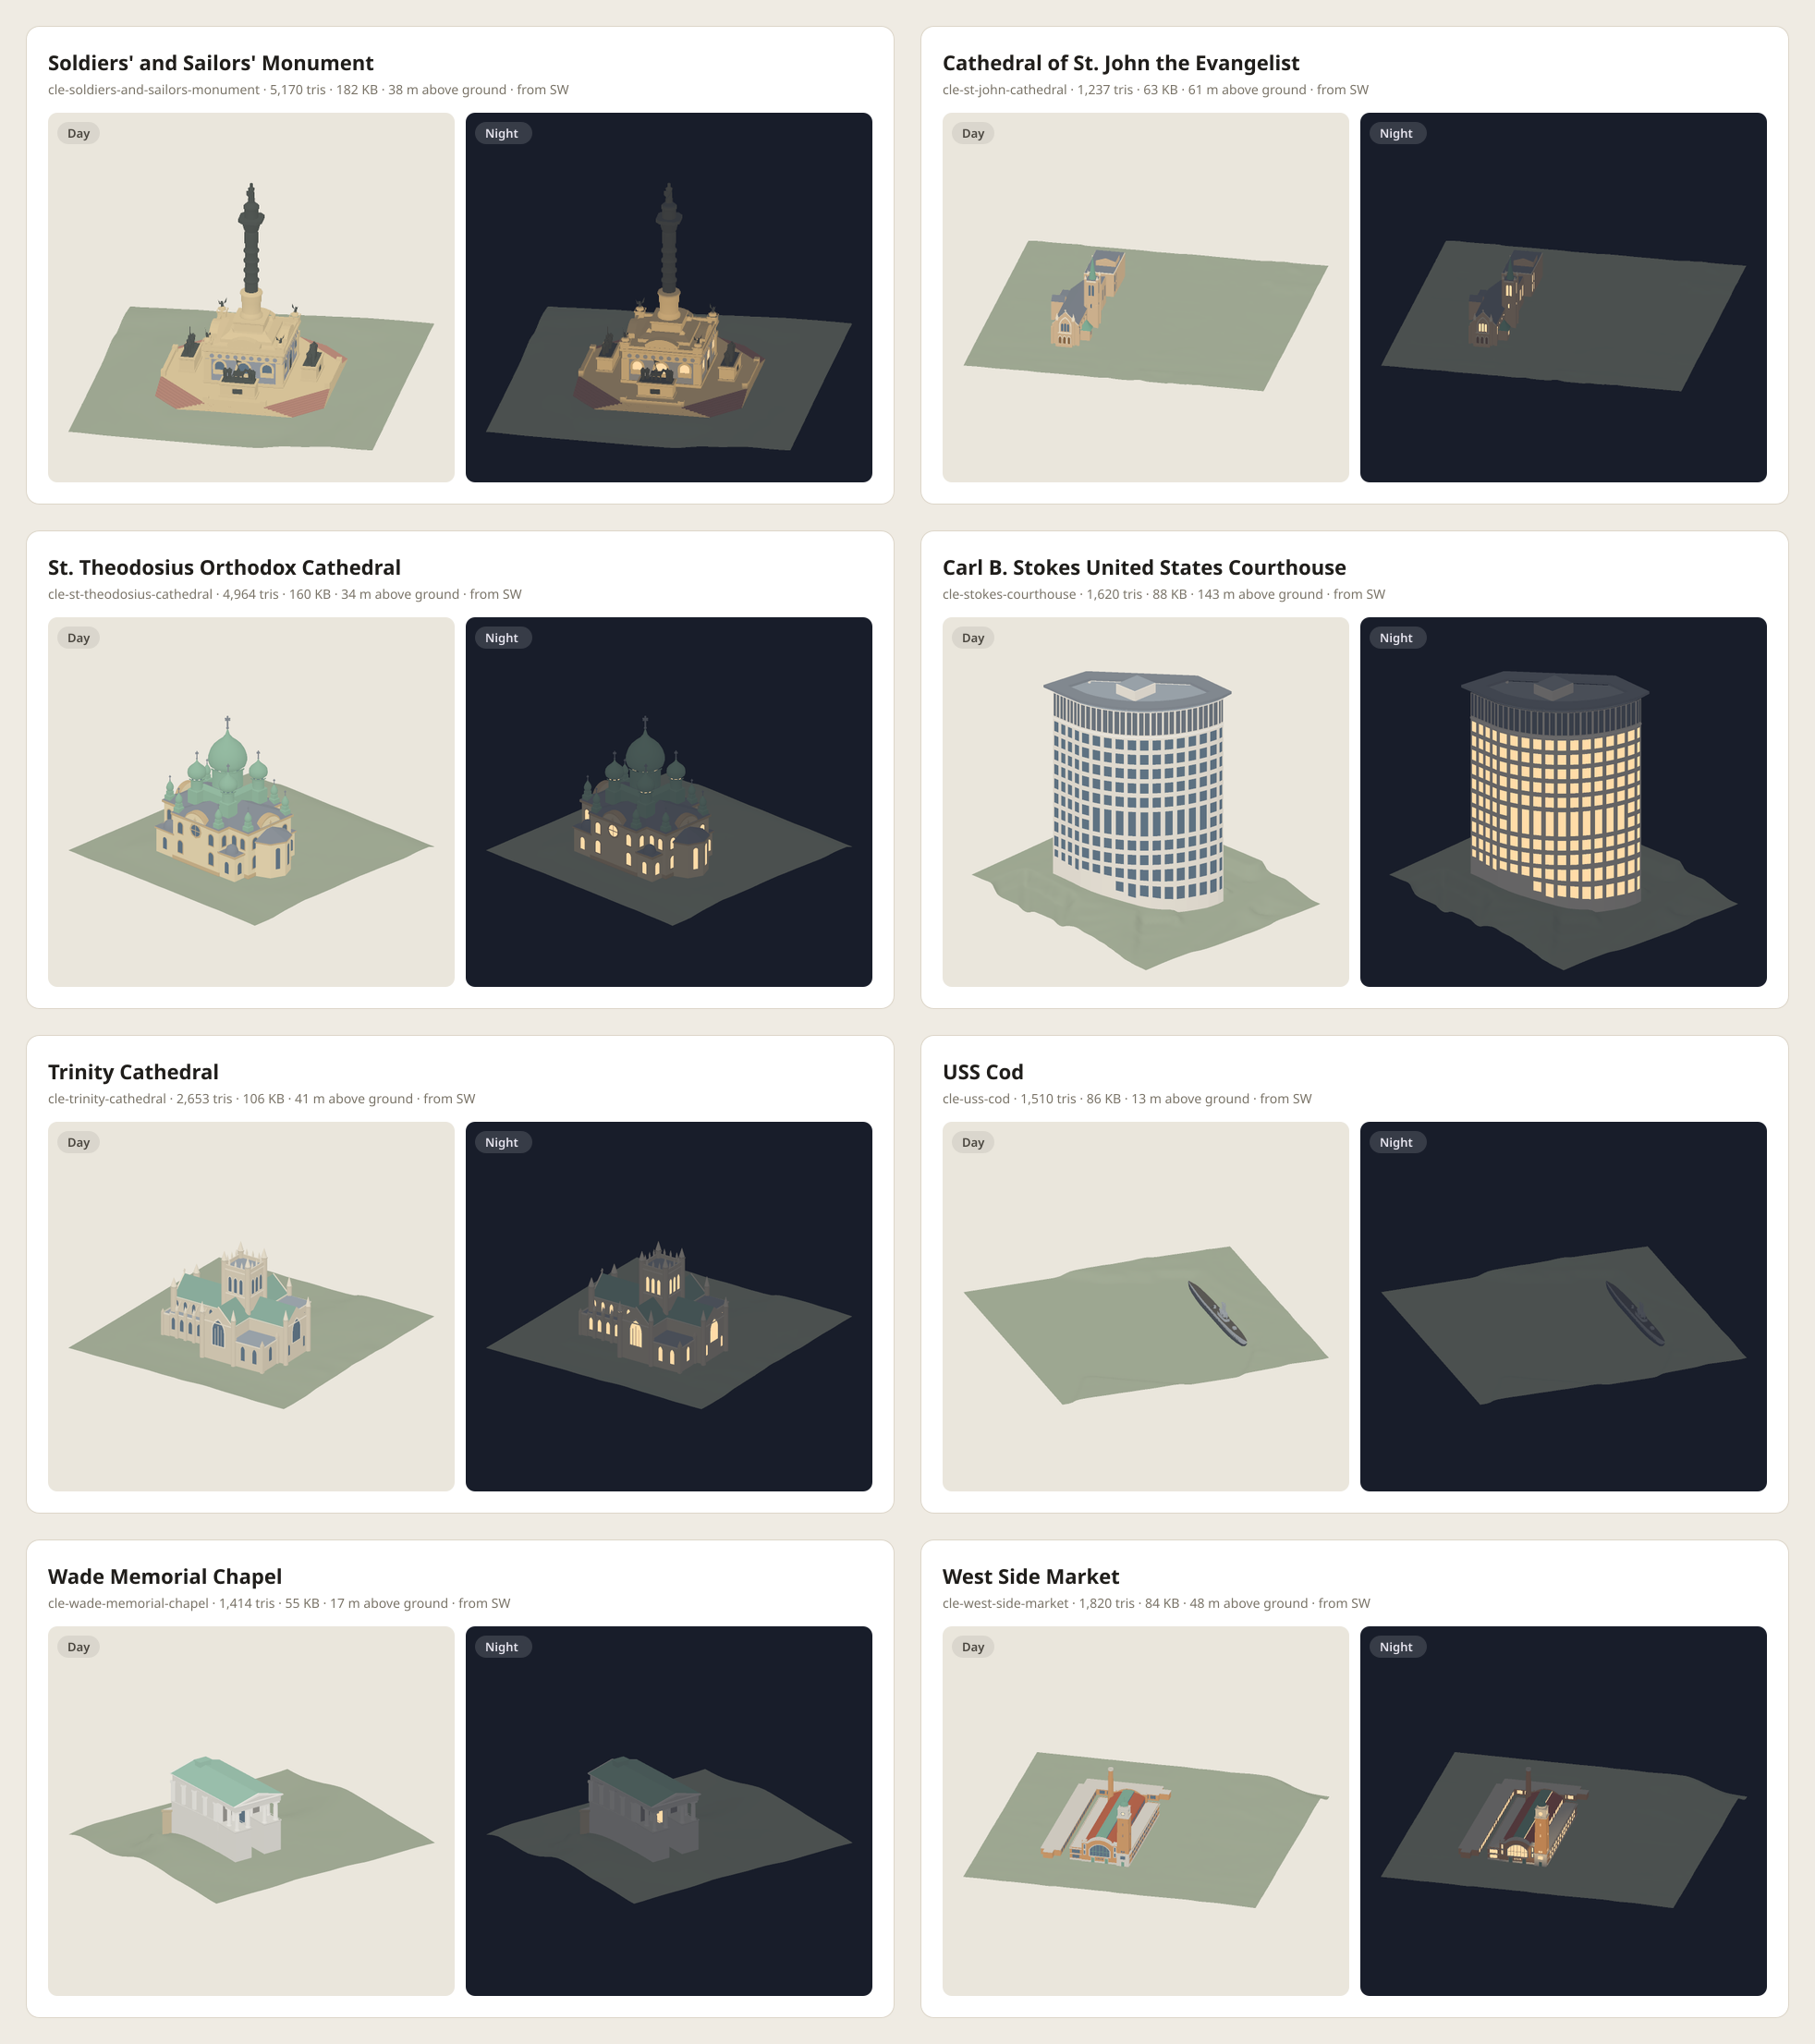 Soldiers' and Sailors' Monument
cle-soldiers-and-sailors-monument · 5,170 tris · 182 KB · 38 m above ground · from SW
Day
Night
Cathedral of St. John the Evangelist
cle-st-john-cathedral · 1,237 tris · 63 KB · 61 m above ground · from SW
Day
Night
St. Theodosius Orthodox Cathedral
cle-st-theodosius-cathedral · 4,964 tris · 160 KB · 34 m above ground · from SW
Day
Night
Carl B. Stokes United States Courthouse
cle-stokes-courthouse · 1,620 tris · 88 KB · 143 m above ground · from SW
Day
Night
Trinity Cathedral
cle-trinity-cathedral · 2,653 tris · 106 KB · 41 m above ground · from SW
Day
Night
USS Cod
cle-uss-cod · 1,510 tris · 86 KB · 13 m above ground · from SW
Day
Night
Wade Memorial Chapel
cle-wade-memorial-chapel · 1,414 tris · 55 KB · 17 m above ground · from SW
Day
Night
West Side Market
cle-west-side-market · 1,820 tris · 84 KB · 48 m above ground · from SW
Day
Night